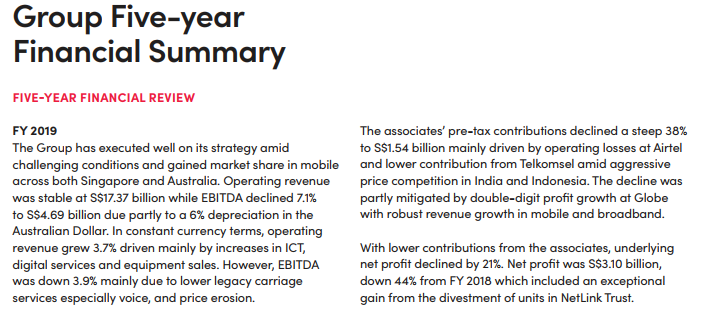 Group Five-year
Financial Summary
FIVE-YEAR FINANCIAL REVIEW
FY 2019
The Group has executed well on its strategy amid
challenging conditions and gained market share in mobile
across both Singapore and Australia. Operating revenue
was stable at S$17.37 billion while EBITDA declined 7.1%
to S$4.69 billion due partly to a 6% depreciation in the
Australian Dollar. In constant currency terms, operating
revenue grew 3.7% driven mainly by increases in ICT,
digital services and equipment sales. However, EBITDA
was down 3.9% mainly due to lower legacy carriage
services especially voice, and price erosion.
The associates’ pre-tax contributions declined a steep 38%
to S$1.54 billion mainly driven by operating losses at Airtel
and lower contribution from Telkomsel amid aggressive
price competition in India and Indonesia. The decline was
partly mitigated by double-digit profit growth at Globe
with robust revenue growth in mobile and broadband.
With lower contributions from the associates, underlying
net profit declined by 21%. Net profit was S$3.10 billion,
down 44% from FY 2018 which included an exceptional
gain from the divestment of units in NetLink Trust.